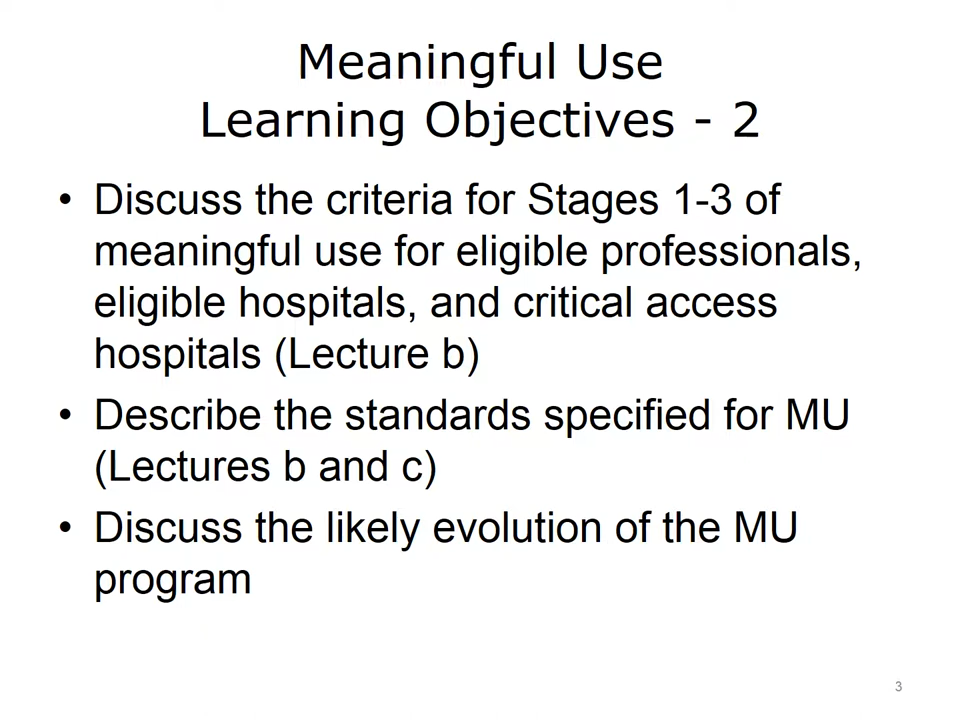 Meaningful Use
Learning Objectives - 2
• Discuss the criteria for Stages 1-3 of
meaningful use for eligible professionals,
eligible hospitals, and critical access
hospitals (Lecture b)
• Describe the standards specified for MU
(Lectures b and c)
• Discuss the likely evolution of the MU
program
3